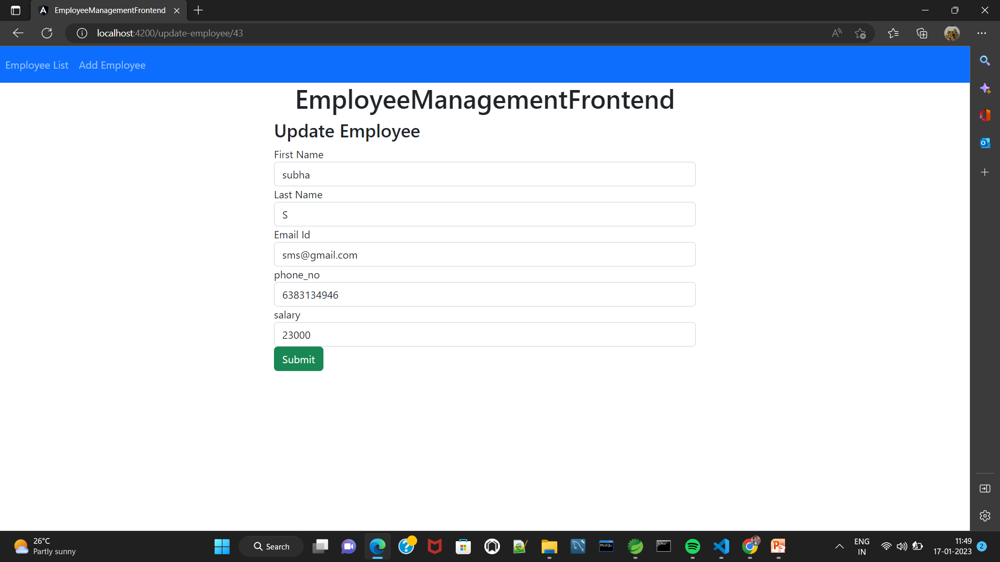 EmployeeManagementFrontend
localhost:4200/update-employee/43
Employee List Add Employee
EmployeeManagementFrontend
Update Employee
First Name
subha
Last Name
S
Email Id
sms@gmail.com
phone_no
6383134946
salary
23000
Submit
26°C
Partly sunny
Search
MySQL
ENG
IN
11:49
17-01-2023
2